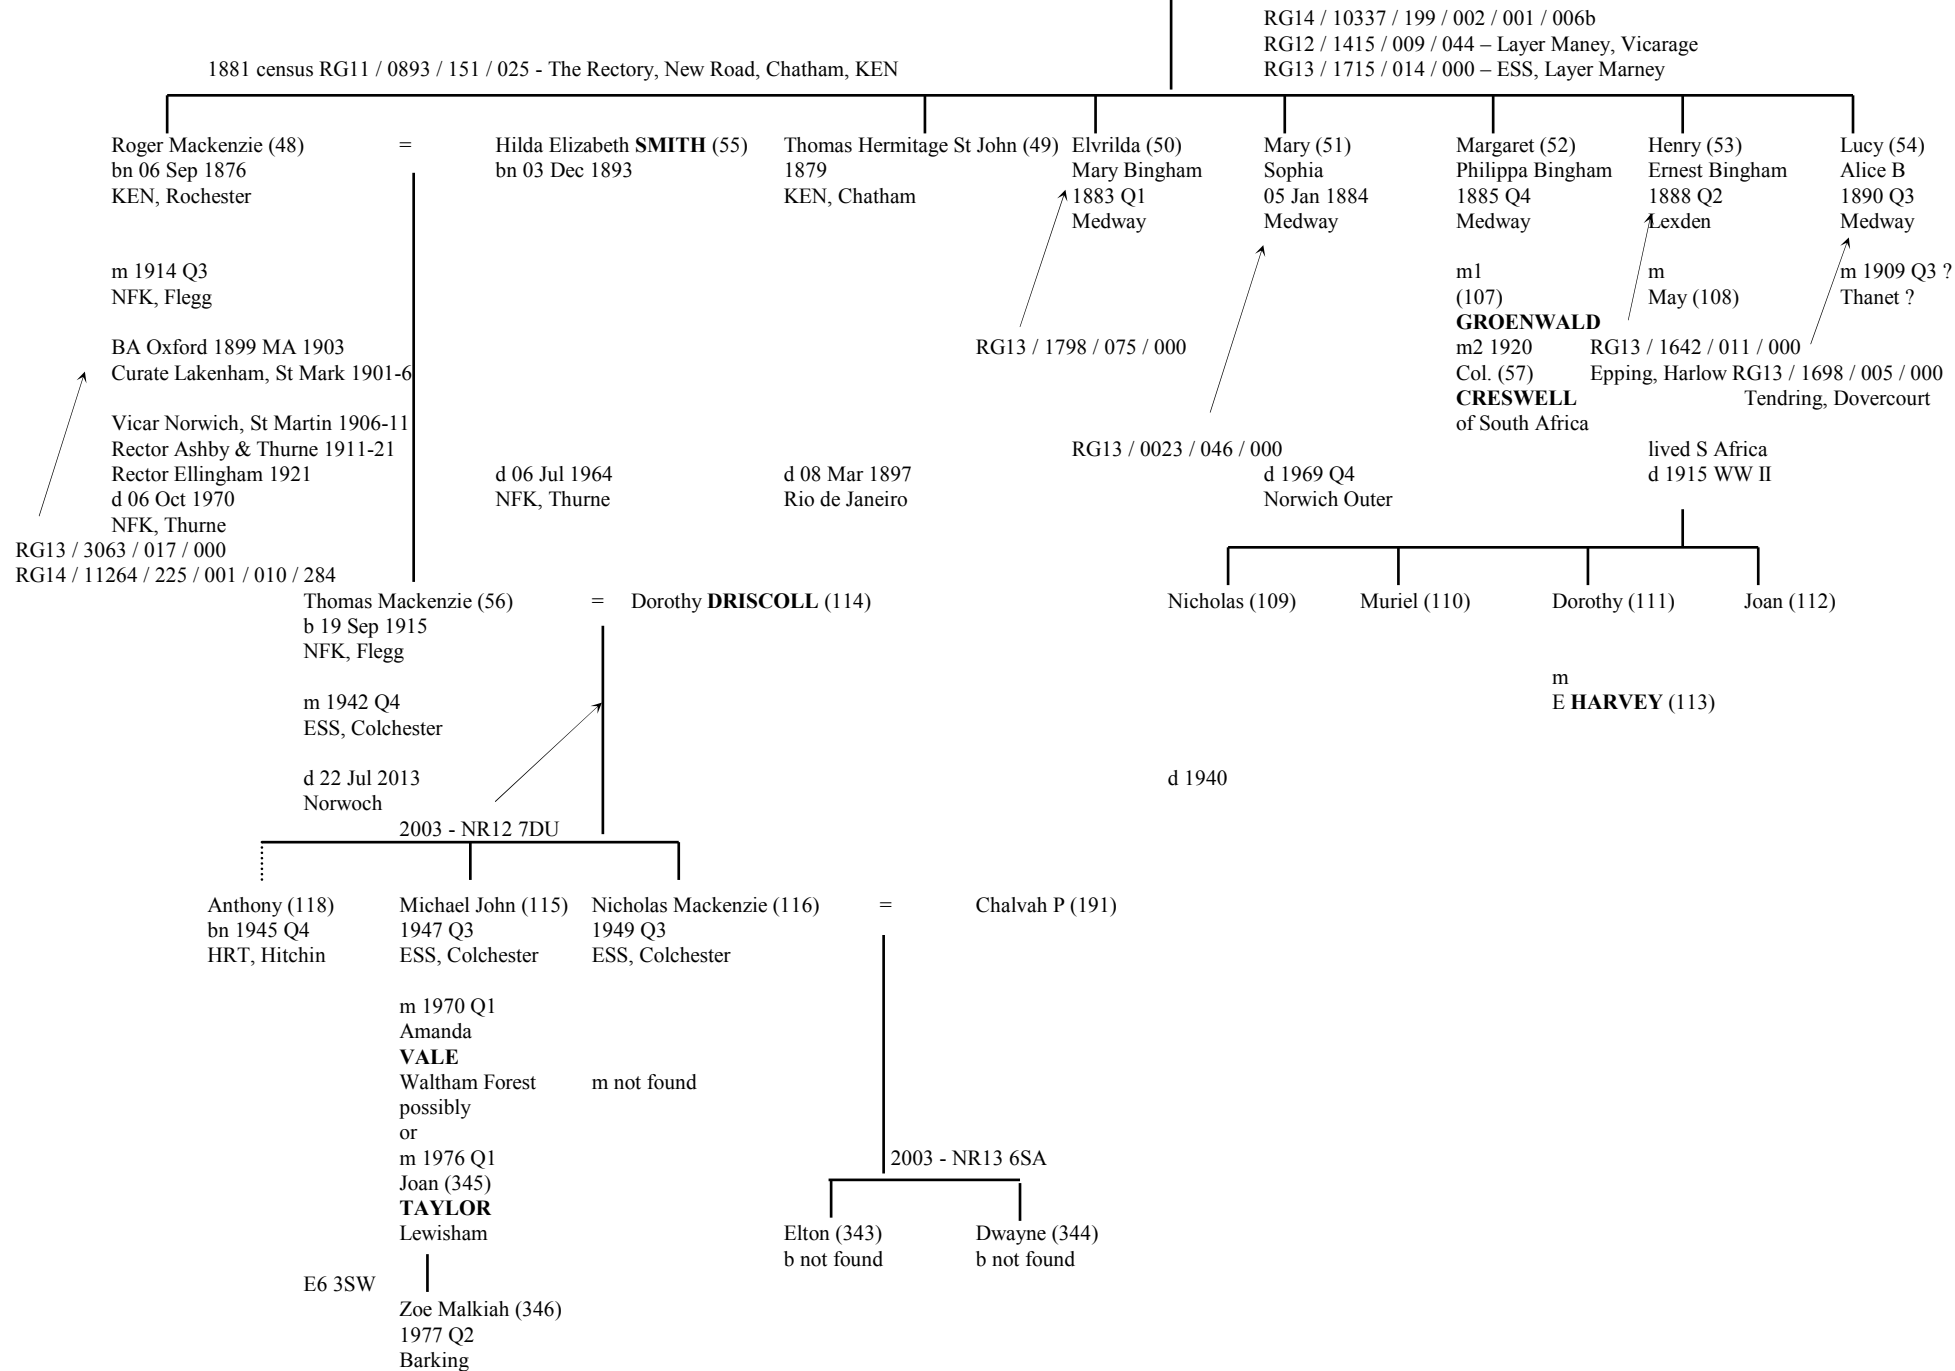 RG14 / 10337 / 199 / 002 / 001 / 006b
RG12 / 1415 / 009 / 044 – Layer Maney, Vicarage
1881 census RG11 / 0893 / 151 / 025 - The Rectory, New Road, Chatham, KEN
RG13 / 1715 / 014 / 000 – ESS, Layer Marney
Roger Mackenzie (48)
bn 06 Sep 1876
KEN, Rochester
m 1914 Q3
NFK, Flegg
BA Oxford 1899 MA 1903
Curate Lakenham, St Mark 1901-6
Vicar Norwich, St Martin 1906-11
Rector Ashby & Thurne 1911-21
Rector Ellingham 1921
d 06 Oct 1970
NFK, Thurne
RG13 / 3063 / 017 / 000
RG14 / 11264 / 225 / 001 / 010 / 284
=
Hilda Elizabeth SMITH (55)
bn 03 Dec 1893
d 06 Jul 1964
NFK, Thurne
Thomas Hermitage St John (49)
1879
KEN, Chatham
d 08 Mar 1897
Rio de Janeiro
Elvrilda (50)
Mary Bingham
1883 Q1
Medway
RG13 / 1798 / 075 / 000
Mary (51)
Sophia
05 Jan 1884
Medway
RG13 / 0023 / 046 / 000
d 1969 Q4
Norwich Outer
Margaret (52)
Philippa Bingham
1885 Q4
Medway
m1
(107)
GROENWALD
m2 1920
Col. (57)
CRESWELL
of South Africa
Henry (53)
Ernest Bingham
1888 Q2
Lexden
m
May (108)
RG13 / 1642 / 011 / 000
Epping, Harlow
lived S Africa
d 1915 WW II
Lucy (54)
Alice B
1890 Q3
Medway
m 1909 Q3 ?
Thanet ?
RG13 / 1698 / 005 / 000
Tendring, Dovercourt
Thomas Mackenzie (56)
b 19 Sep 1915
NFK, Flegg
m 1942 Q4
ESS, Colchester
d 22 Jul 2013
Norwoch
=
Dorothy DRISCOLL (114)
Nicholas (109)
d 1940
Muriel (110)
Dorothy (111)
m
E HARVEY (113)
Joan (112)
2003 - NR12 7DU
Anthony (118)
bn 1945 Q4
HRT, Hitchin
Michael John (115)
1947 Q3
ESS, Colchester
m 1970 Q1
Amanda
VALE
Waltham Forest
possibly
or
m 1976 Q1
Joan (345)
TAYLOR
Lewisham
Nicholas Mackenzie (116)
1949 Q3
ESS, Colchester
m not found
=
Chalvah P (191)
2003 - NR13 6SA
Elton (343)
b not found
Dwayne (344)
b not found
E6 3SW
Zoe Malkiah (346)
1977 Q2
Barking